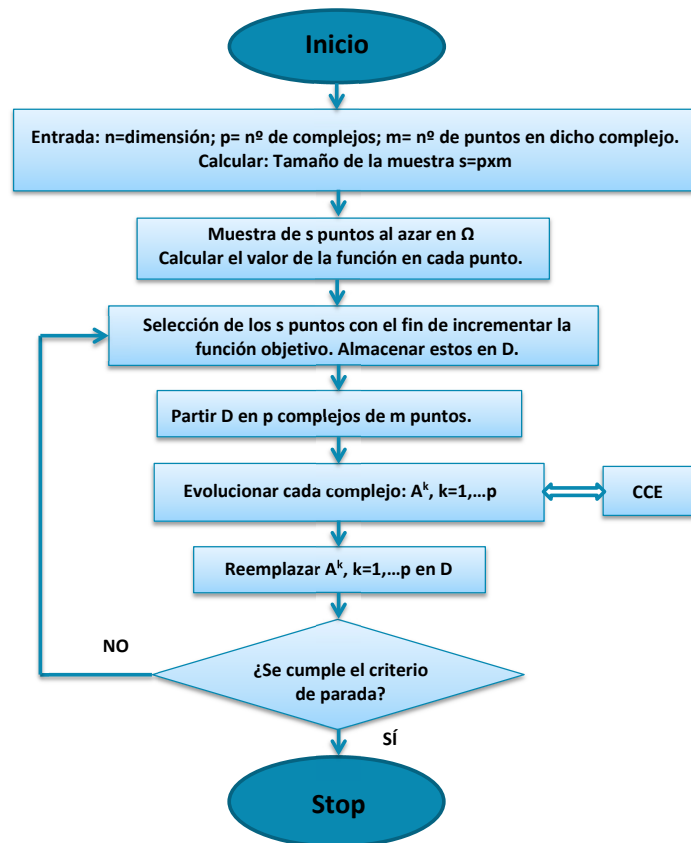 Inicio
Entrada: n=dimensión; p= nº de complejos; m= nº de puntos en dicho complejo.
Calcular: Tamaño de la muestra s=pxm
Muestra de s puntos al azar en Ω
Calcular el valor de la función en cada punto.
Selección de los s puntos con el fin de incrementar la
función objetivo. Almacenar estos en D.
Partir D en p complejos de m puntos.
Evolucionar cada complejo: Aᵏ, k=1,...p
CCE
Reemplazar Aᵏ, k=1,...p en D
NO
¿Se cumple el criterio
de parada?
SÍ
Stop